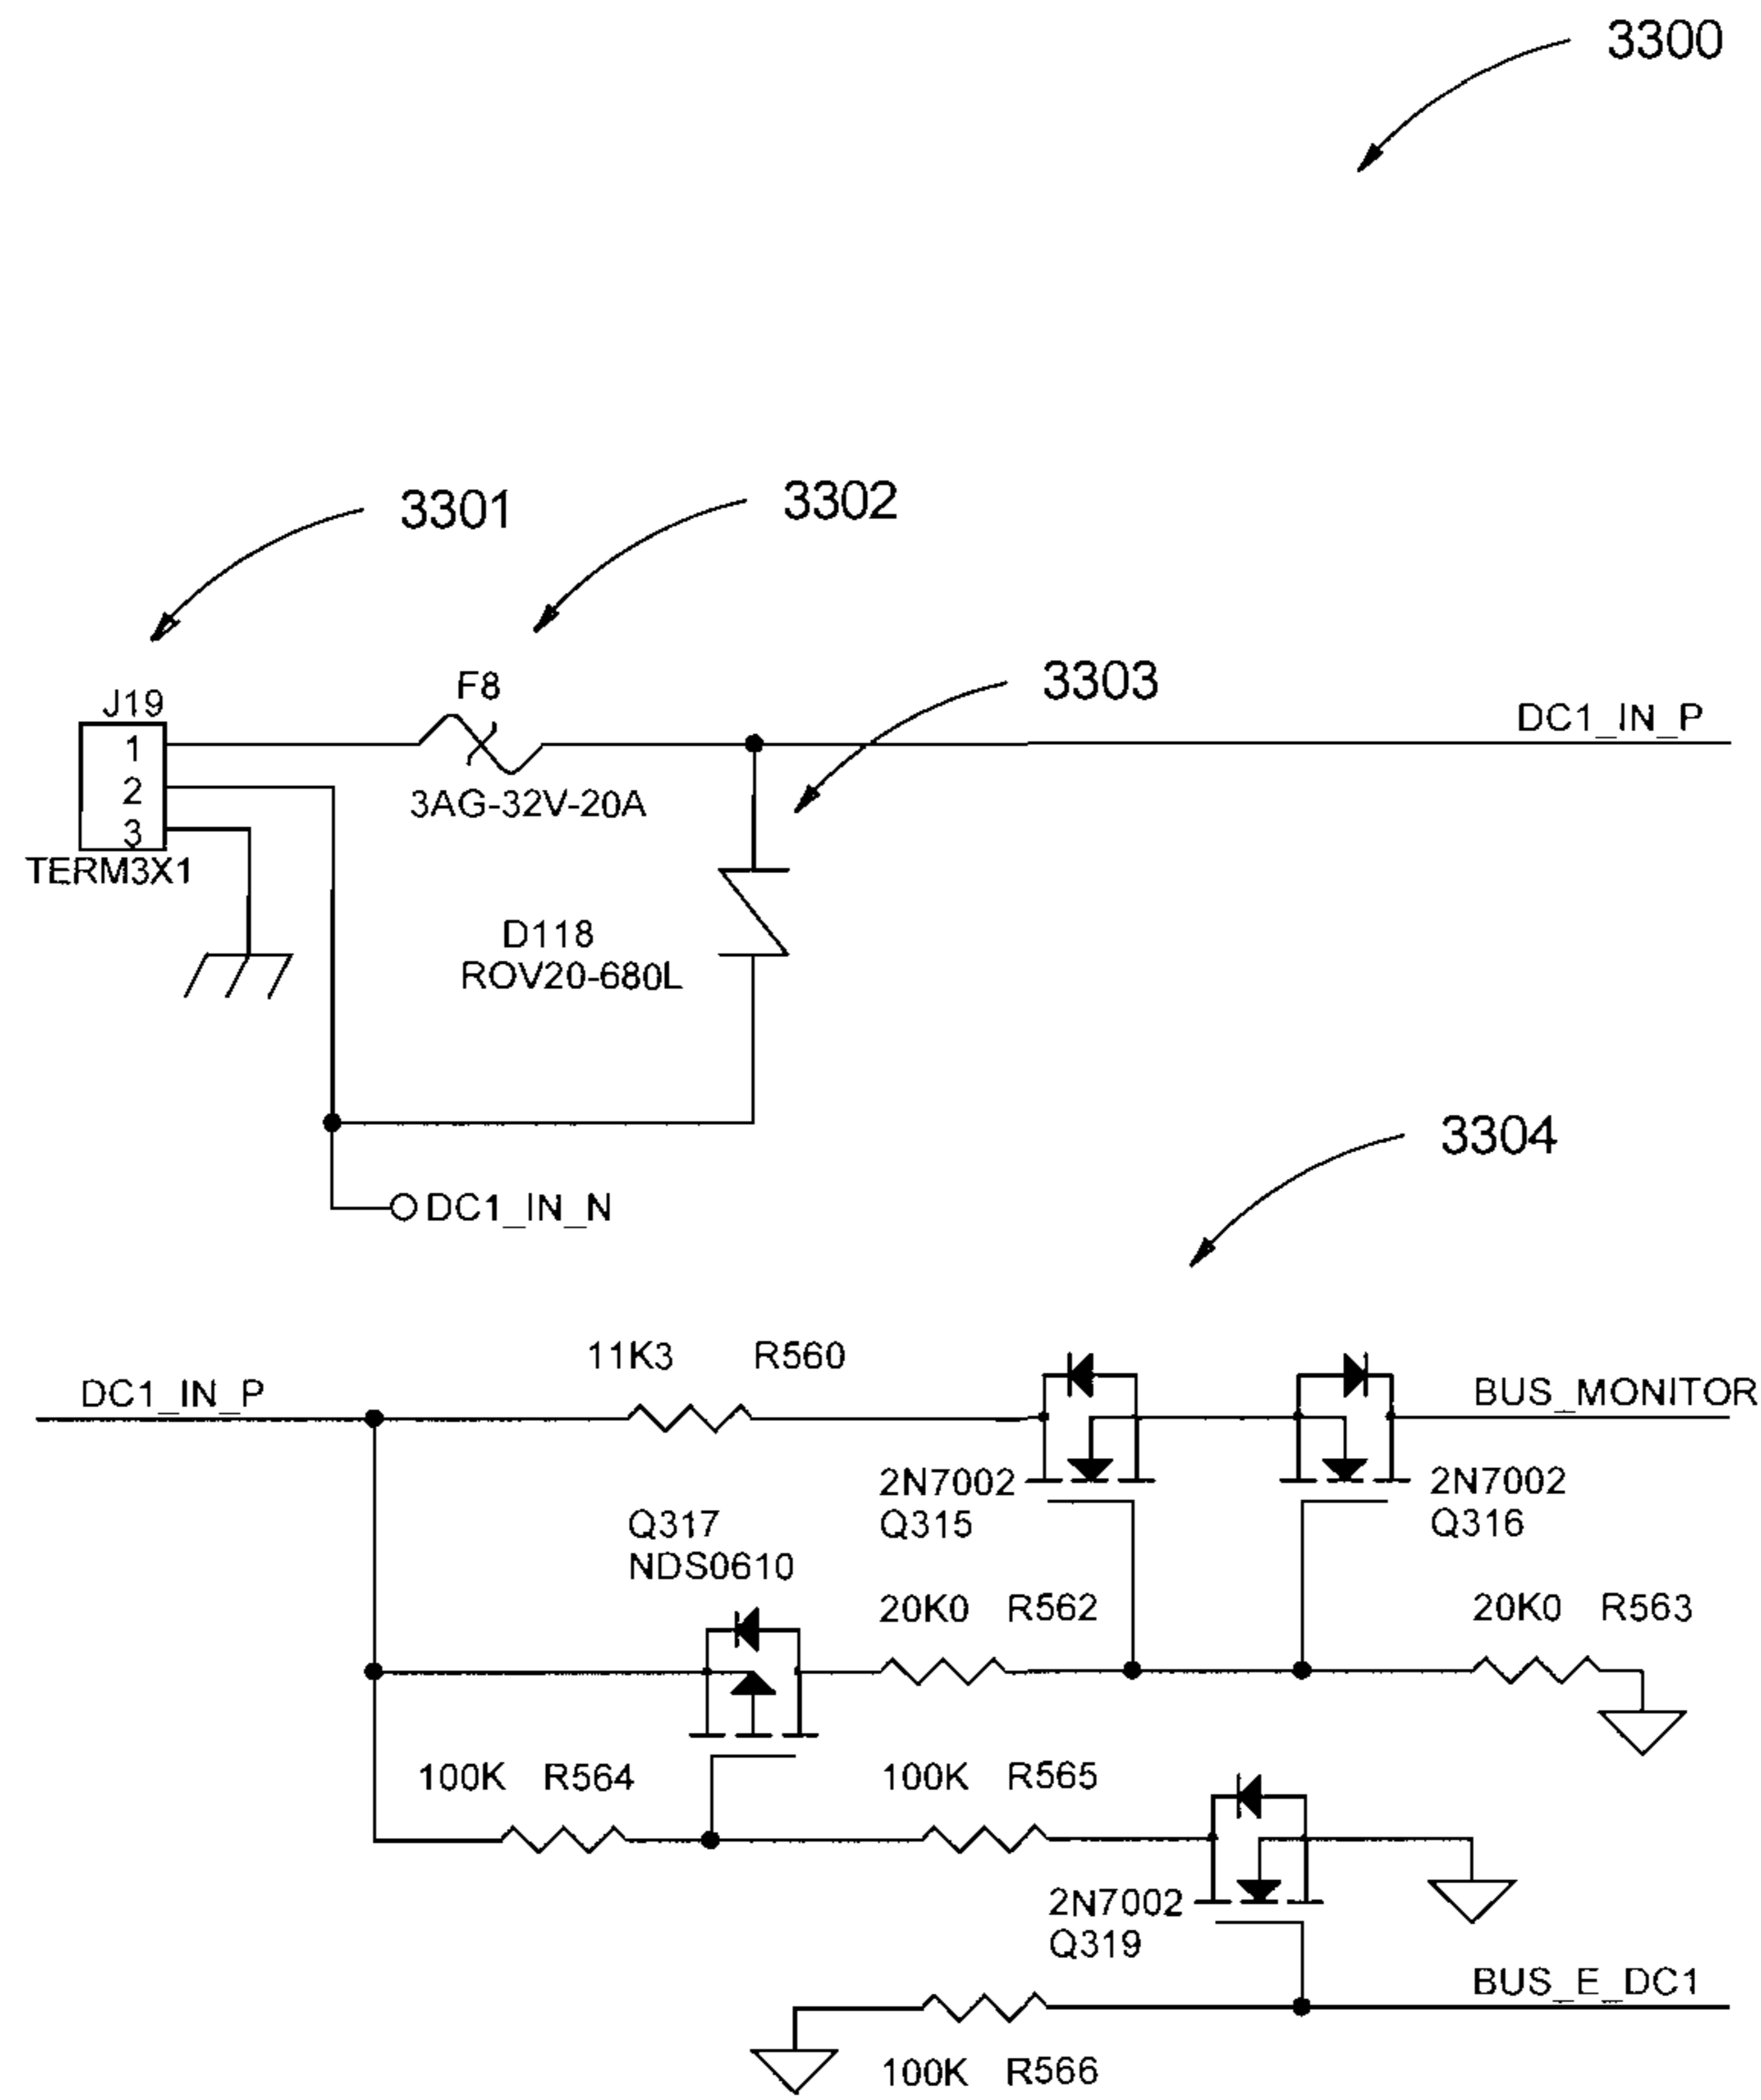 3300
3301
3302
3303
J19
1
2
3
TERM3X1
F8
3AG-32V-20A
DC1_IN_P
D118
ROV20-680L
DC1_IN_N
3304
DC1_IN_P
11K3 R560
BUS_MONITOR
2N7002
Q315
2N7002
Q316
Q317
NDS0610
20K0 R562
20K0 R563
100K R564
100K R565
2N7002
Q319
BUS_E_DC1
100K R566